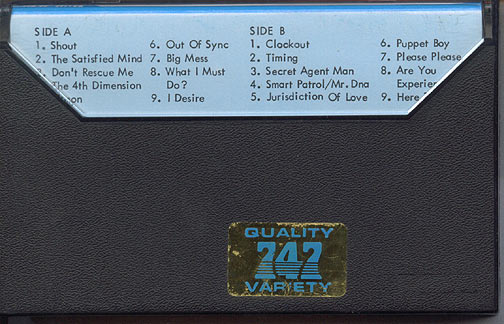 SIDE A
1. Shout
2. The Satisfied Mind
Don't Rescue Me
The 4th Dimension
6. Out Of Sync
7. Big Mess
8. What I Must
Do?
9. I Desire
SIDE B
1. Clockout
2. Timing
3. Secret Agent Man
4. Smart Patrol/Mr. Dna
5. Jurisdiction Of Love
6. Puppet Boy
7. Please Please
8. Are You
9. Here
QUALITY
747
VARIETY